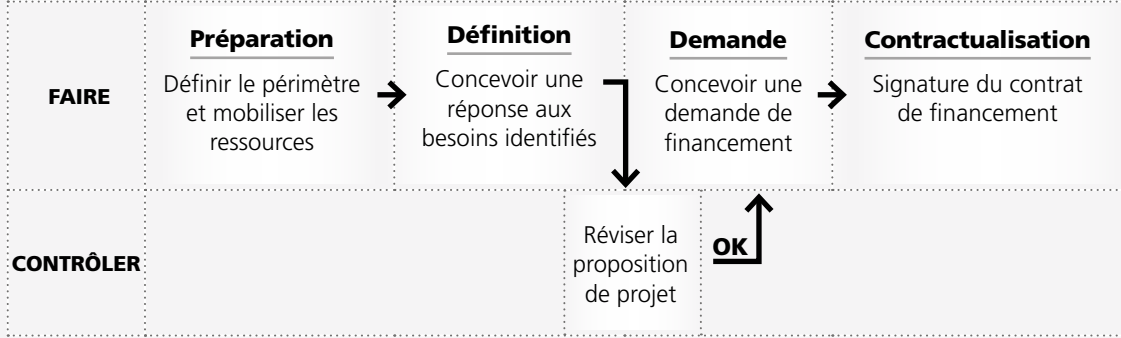 FAIRE
Préparation
Définir le périmètre
et mobiliser les
ressources
Définition
Concevoir une
réponse aux
besoins identifiés
Demande
Concevoir une
demande de
financement
Contractualisation
Signature du contrat
de financement
CONTRÔLER
Réviser la
proposition
de projet
OK